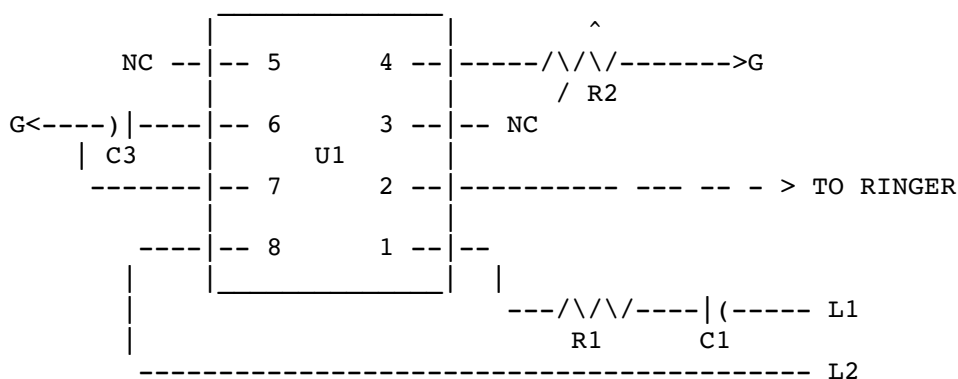 ^
NC --|-- 5 4 --|-----/\/\/------->G
/ R2
G<----)|----|-- 6 3 --|-- NC
| C3 | U1 |
-------|-- 7 2 --|---------- --- -- - > TO RINGER
----|-- 8 1 --|--
---/\/\/----|(----- L1
R1 C1
------------------------------------------- L2